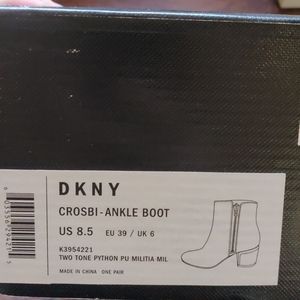 DKNY
CROSBI - ANKLE BOOT
US 8.5 EU 39 / UK 6
K3954221
TWO TONE PYTHON PU MILITIA MIL
MADE IN CHINA ONE PAIR